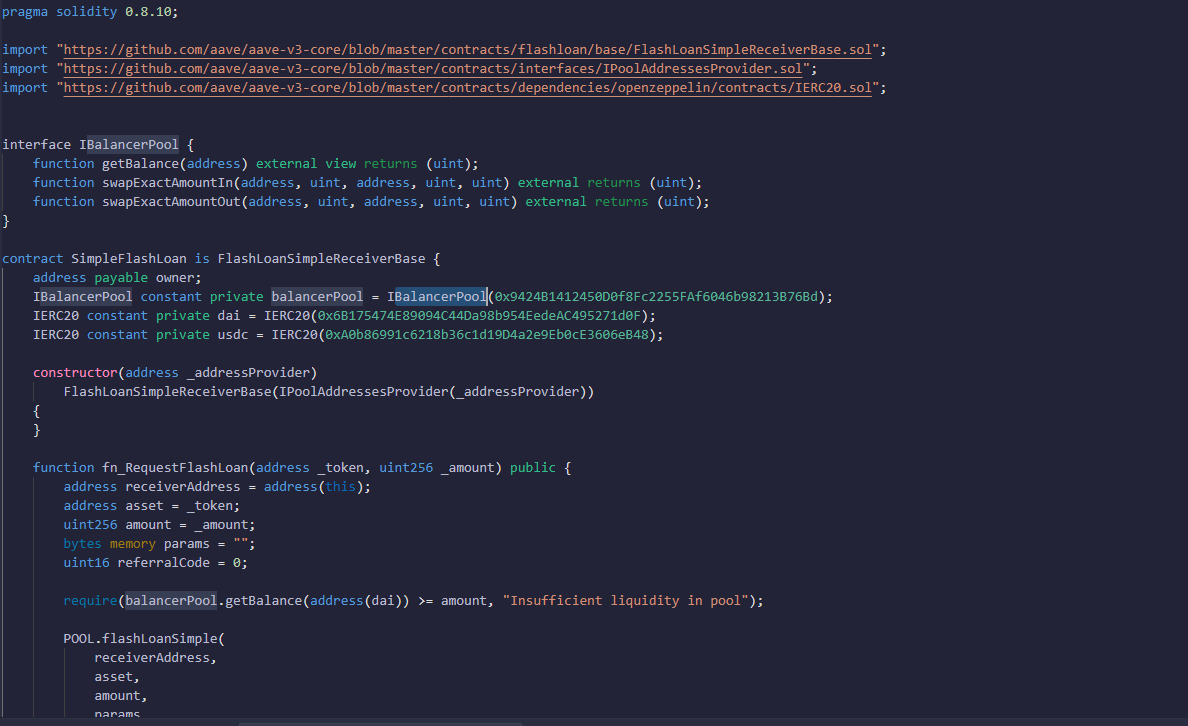 pragma solidity 0.8.10;
import "https://github.com/aave/aave-v3-core/blob/master/contracts/flashloan/base/FlashLoanSimpleReceiverBase.sol";
import "https://github.com/aave/aave-v3-core/blob/master/contracts/interfaces/IPoolAddressesProvider.sol";
import "https://github.com/aave/aave-v3-core/blob/master/contracts/dependencies/openzeppelin/contracts/IERC20.sol";
interface IBalancerPool {
    function getBalance(address) external view returns (uint);
    function swapExactAmountIn(address, uint, address, uint, uint) external returns (uint);
    function swapExactAmountOut(address, uint, address, uint, uint) external returns (uint);
}
contract SimpleFlashLoan is FlashLoanSimpleReceiverBase {
    address payable owner;
    IBalancerPool constant private balancerPool = IBalancerPool(0x9424B1412450D0f8Fc2255FAf6046b98213B76Bd);
    IERC20 constant private dai = IERC20(0x6B175474E89094C44Da98b954EedeAC495271d0F);
    IERC20 constant private usdc = IERC20(0xA0b86991c6218b36c1d19D4a2e9Eb0cE3606eB48);
    constructor(address _addressProvider)
        FlashLoanSimpleReceiverBase(IPoolAddressesProvider(_addressProvider))
    {
    }
    function fn_RequestFlashLoan(address _token, uint256 _amount) public {
        address receiverAddress = address(this);
        address asset = _token;
        uint256 amount = _amount;
        bytes memory params = "";
        uint16 referralCode = 0;
        require(balancerPool.getBalance(address(dai)) >= amount, "Insufficient liquidity in pool");
        POOL.flashLoanSimple(
            receiverAddress,
            asset,
            amount,
            params